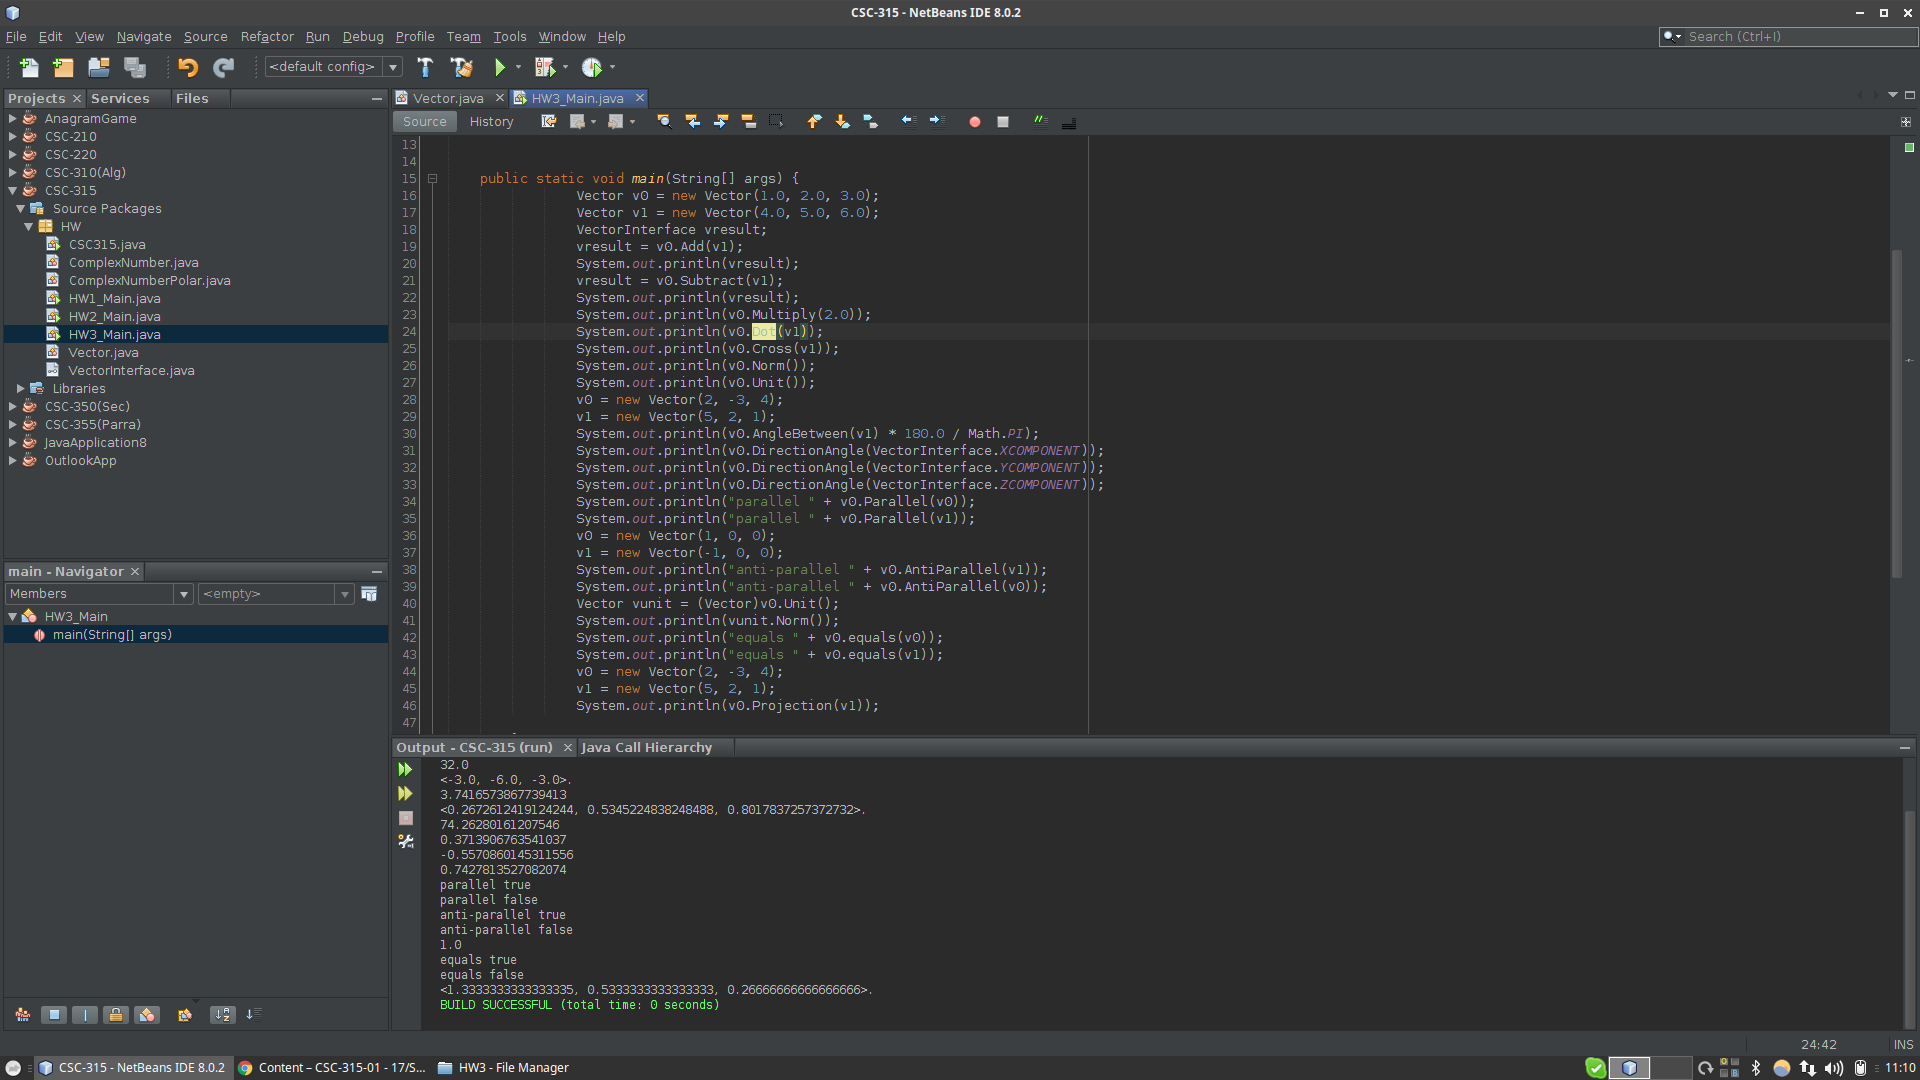 CSC-315 - NetBeans IDE 8.0.2
File Edit View Navigate Source Refactor Run Debug Profile Team Tools Window Help
Search (Ctrl+I)
<default config>
Projects Services Files
AnagramGame
CSC-210
CSC-220
CSC-310(Alg)
CSC-315
Source Packages
HW
CSC315.java
ComplexNumber.java
ComplexNumberPolar.java
HW1_Main.java
HW2_Main.java
HW3_Main.java
Vector.java
VectorInterface.java
Libraries
CSC-350(Sec)
CSC-355(Parra)
JavaApplication8
OutlookApp
main - Navigator
Members <empty>
HW3_Main
main(String[] args)
Vector.java HW3_Main.java
Source History
13
14
15 public static void main(String[] args) {
16 Vector v0 = new Vector(1.0, 2.0, 3.0);
17 Vector v1 = new Vector(4.0, 5.0, 6.0);
18 VectorInterface vresult;
19 vresult = v0.Add(v1);
20 System.out.println(vresult);
21 vresult = v0.Subtract(v1);
22 System.out.println(vresult);
23 System.out.println(v0.Multiply(2.0));
24 System.out.println(v0.Dot(v1));
25 System.out.println(v0.Cross(v1));
26 System.out.println(v0.Norm());
27 System.out.println(v0.Unit());
28 v0 = new Vector(2, -3, 4);
29 v1 = new Vector(5, 2, 1);
30 System.out.println(v0.AngleBetween(v1) * 180.0 / Math.PI);
31 System.out.println(v0.DirectionAngle(VectorInterface.XCOMPONENT));
32 System.out.println(v0.DirectionAngle(VectorInterface.YCOMPONENT));
33 System.out.println(v0.DirectionAngle(VectorInterface.ZCOMPONENT));
34 System.out.println("parallel " + v0.Parallel(v0));
35 System.out.println("parallel " + v0.Parallel(v1));
36 v0 = new Vector(1, 0, 0);
37 v1 = new Vector(-1, 0, 0);
38 System.out.println("anti-parallel " + v0.AntiParallel(v1));
39 System.out.println("anti-parallel " + v0.AntiParallel(v0));
40 Vector vunit = (Vector)v0.Unit();
41 System.out.println(vunit.Norm());
42 System.out.println("equals " + v0.equals(v0));
43 System.out.println("equals " + v0.equals(v1));
44 v0 = new Vector(2, -3, 4);
45 v1 = new Vector(5, 2, 1);
46 System.out.println(v0.Projection(v1));
47
Output - CSC-315 (run) Java Call Hierarchy
32.0
<-3.0, -6.0, -3.0>.
3.7416573867739413
<0.2672612419124244, 0.5345224838248488, 0.8017837257372732>.
74.26280161207546
0.3713906763541037
-0.5570860145311556
0.7427813527082074
parallel true
parallel false
anti-parallel true
anti-parallel false
1.0
equals true
equals false
<1.3333333333333335, 0.5333333333333333, 0.26666666666666666>.
BUILD SUCCESSFUL (total time: 0 seconds)
24:42 INS
CSC-315 - NetBeans IDE 8.0.2 Content – CSC-315-01 - 17/S... HW3 - File Manager 11:10